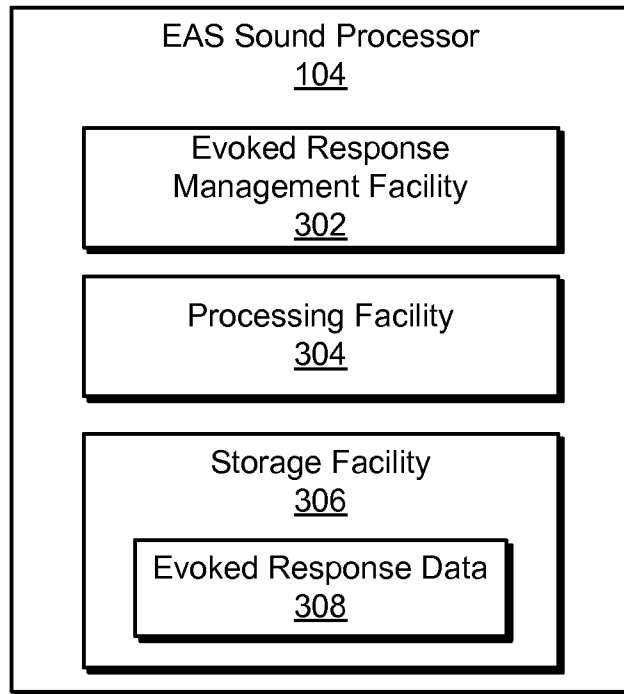 EAS Sound Processor
104
Evoked Response
Management Facility
302
Processing Facility
304
Storage Facility
306
Evoked Response Data
308